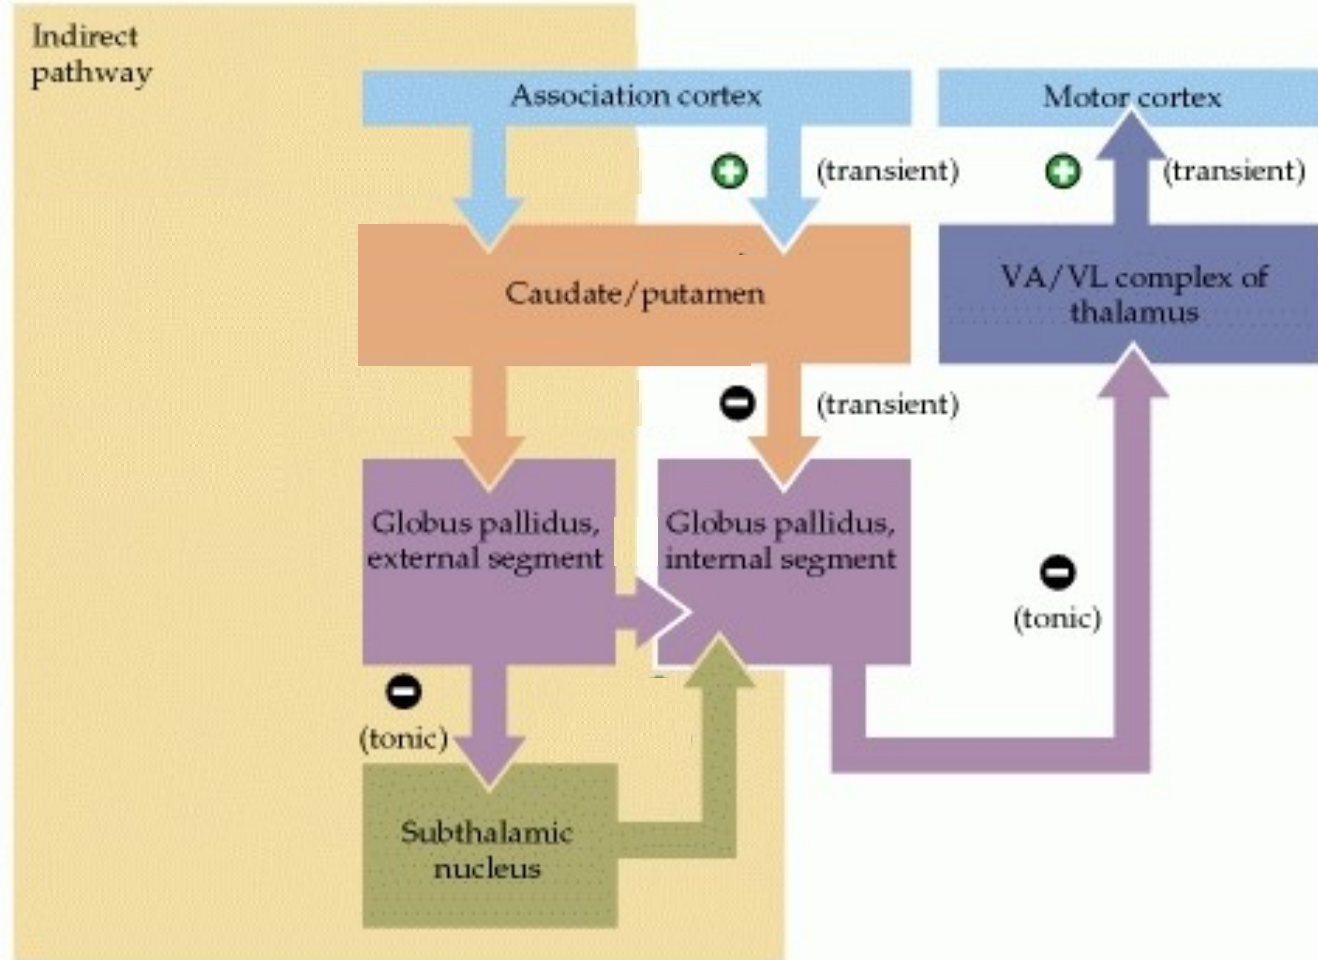 Indirect
pathway
Association cortex
Motor cortex
(transient)
(transient)
Caudate/putamen
VA/VL complex of
thalamus
(transient)
Globus pallidus,
external segment
Globus pallidus,
internal segment
(tonic)
(tonic)
Subthalamic
nucleus